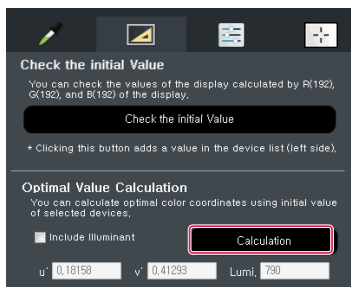 Check the initial Value
You can check the values of the display calculated by R(192),
G(192), and B(192) of the display.
Check the initial Value
* Clicking this button adds a value in the device list (left side).
Optimal Value Calculation
You can calculate optimal color coordinates using initial value
of selected devices.
Include Illuminant
Calculation
u' 0,18158 v' 0,41293 Lumi. 790